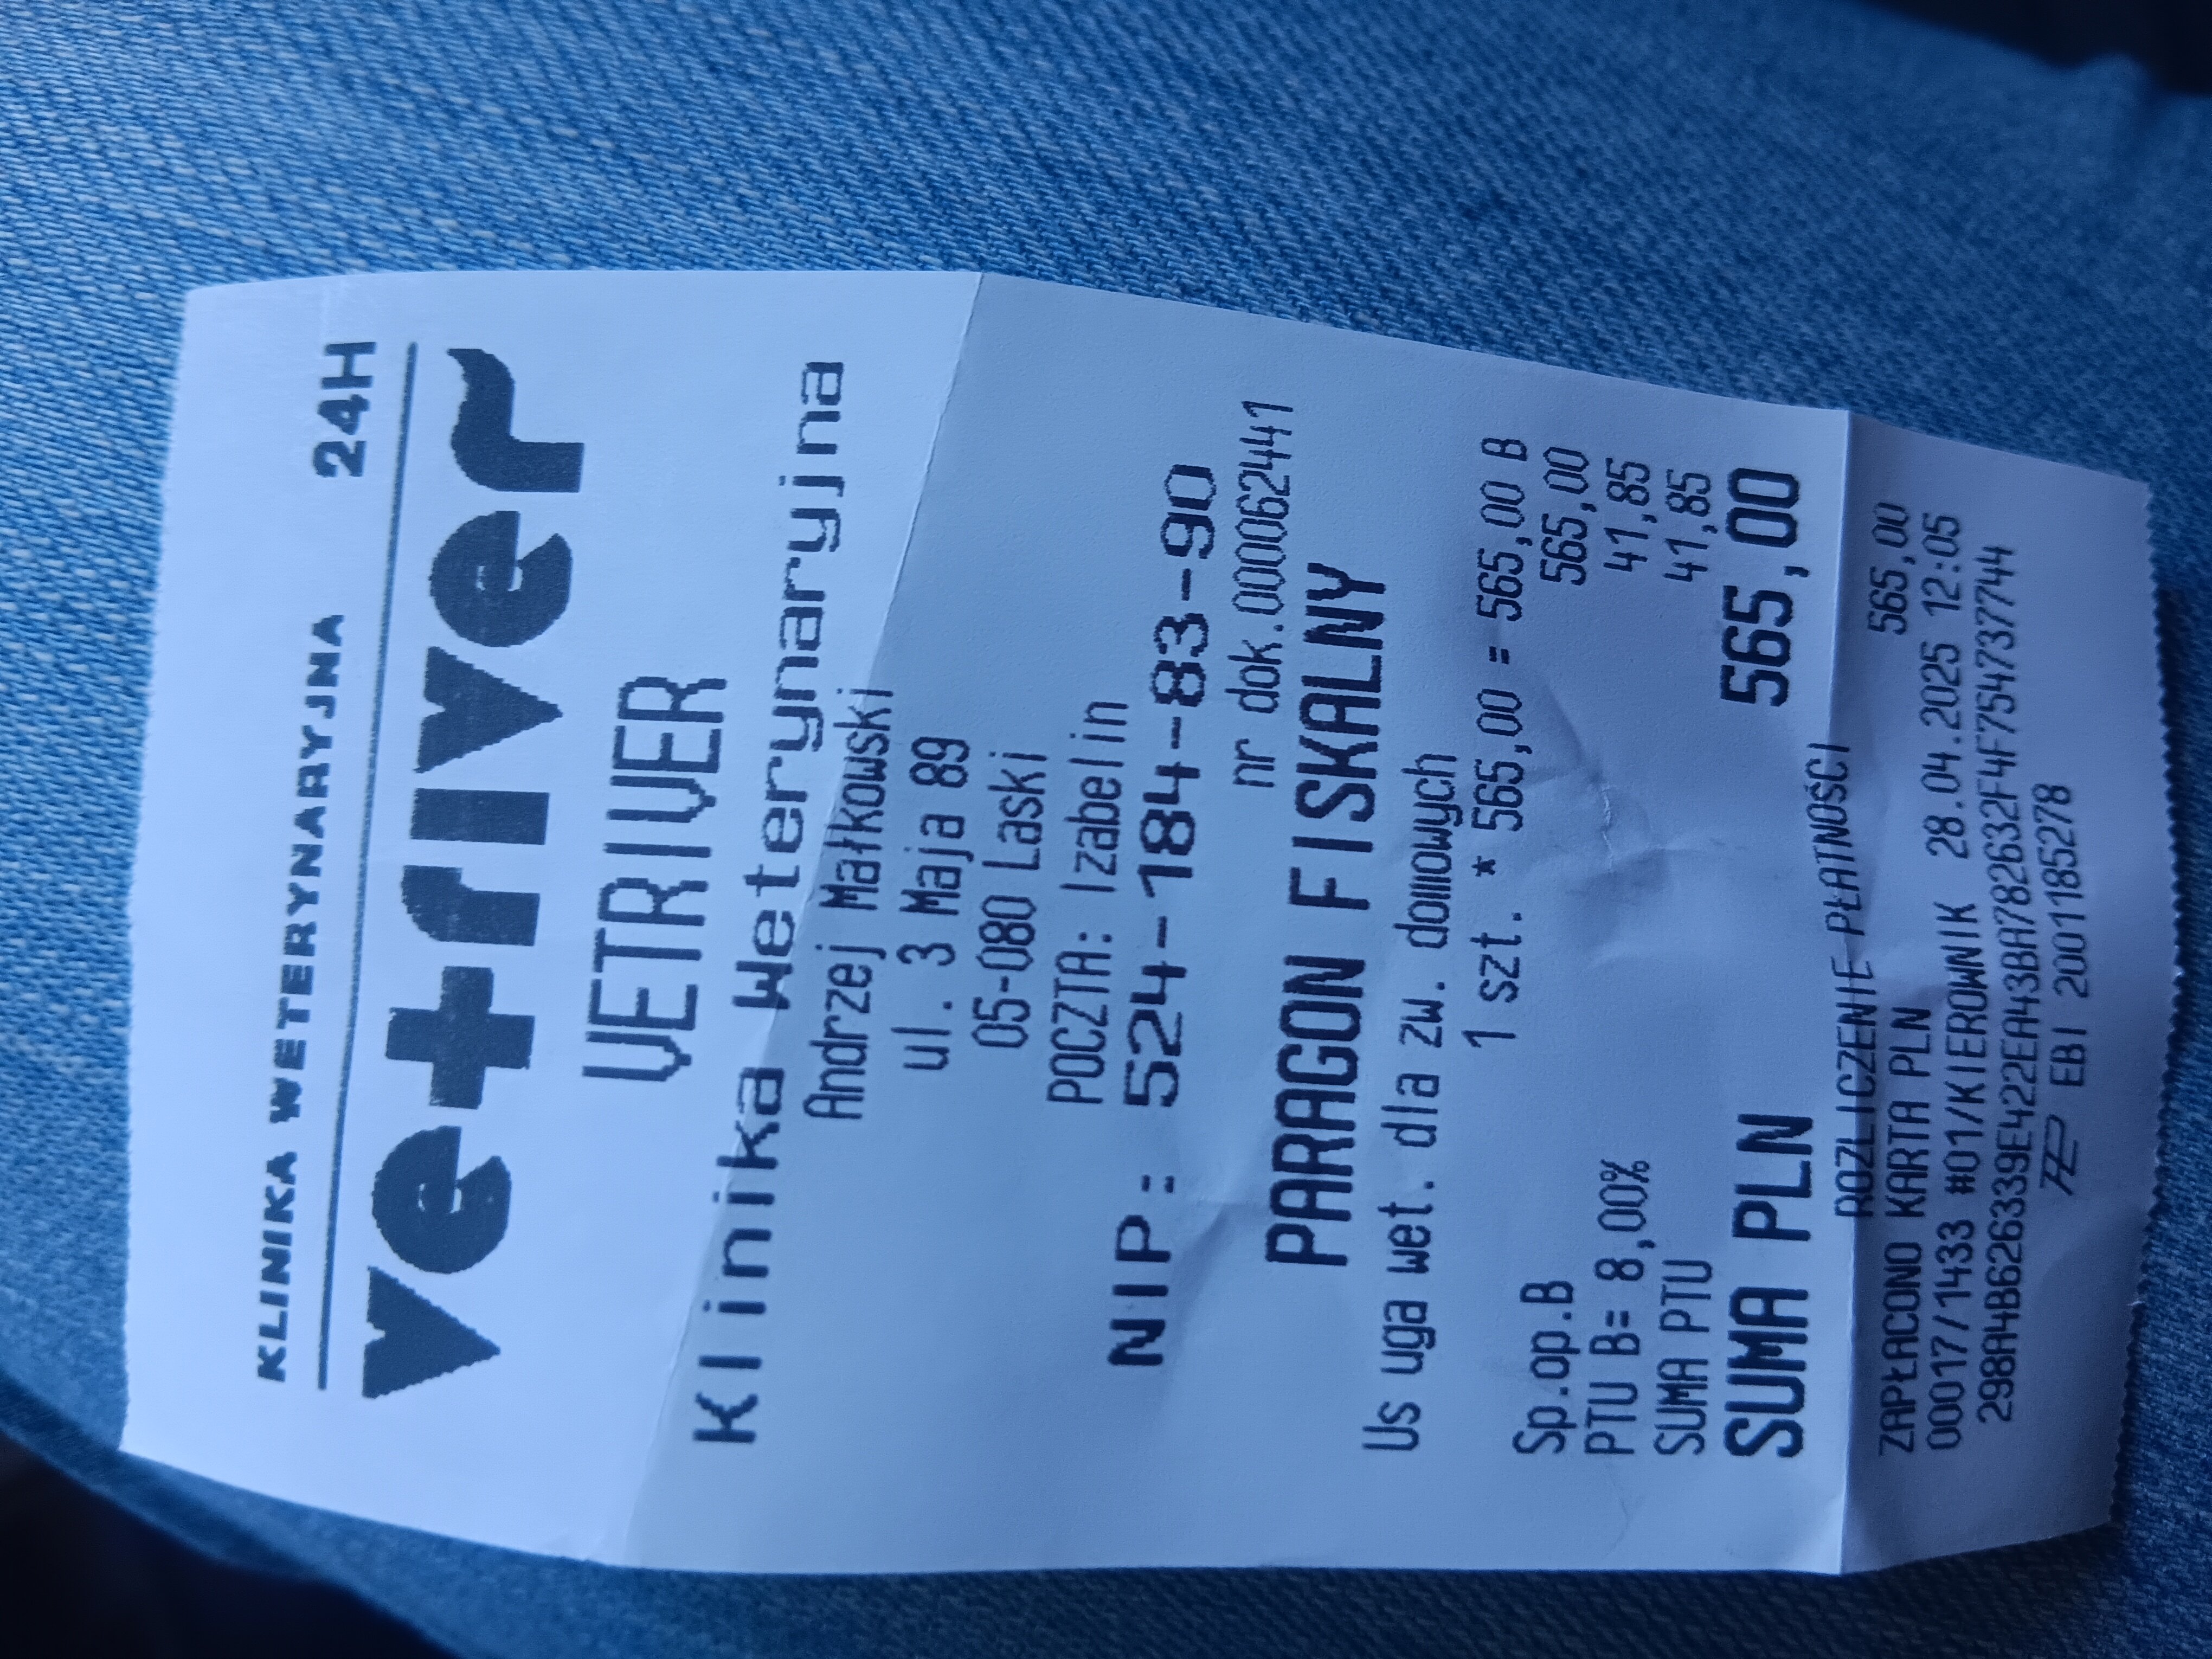 KLINIKA WETERYNARYJNA 24H
vetriver
VETRIVER
Klinika Weterynaryjna
Andrzej Małkowski
ul. 3 Maja 89
05-080 Laski
POCZTA: Izabelin
NIP: 524-184-83-90
nr dok.0000624441
PARAGON FISKALNY
Us uga wet. dla zw. domowych
1 szt. * 565,00 = 565,00 B
Sp.op.B 565,00
PTU B= 8,00% 41,85
SUMA PTU 41,85
SUMA PLN 565,00
ROZLICZENIE PŁATNOŚCI
ZAPŁACONO KARTA PLN 565,00
00017/1433 #01/KIEROWNIK 28.04.2025 12:05
298A4B626339E422EA43BA782632F4F754737744
EBI 2001185278